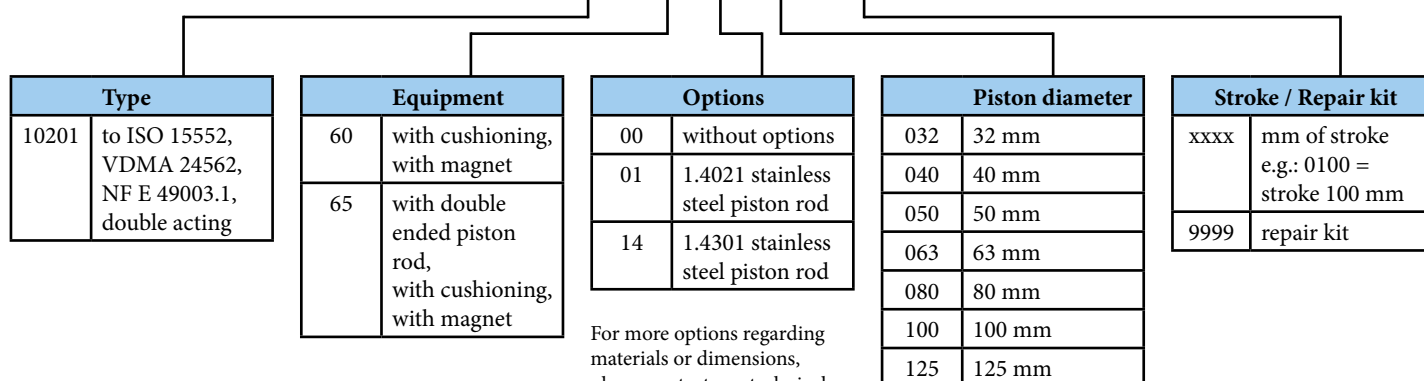 Type
10201 to ISO 15552,
VDMA 24562,
NF E 49003.1,
double acting
Equipment
60 with cushioning,
with magnet
65 with double
ended piston
rod,
with cushioning,
with magnet
Options
00 without options
01 1.4021 stainless
steel piston rod
14 1.4301 stainless
steel piston rod
For more options regarding
materials or dimensions,
Piston diameter
032 32 mm
040 40 mm
050 50 mm
063 63 mm
080 80 mm
100 100 mm
125 125 mm
Stroke / Repair kit
xxxx mm of stroke
e.g.: 0100 =
stroke 100 mm
9999 repair kit